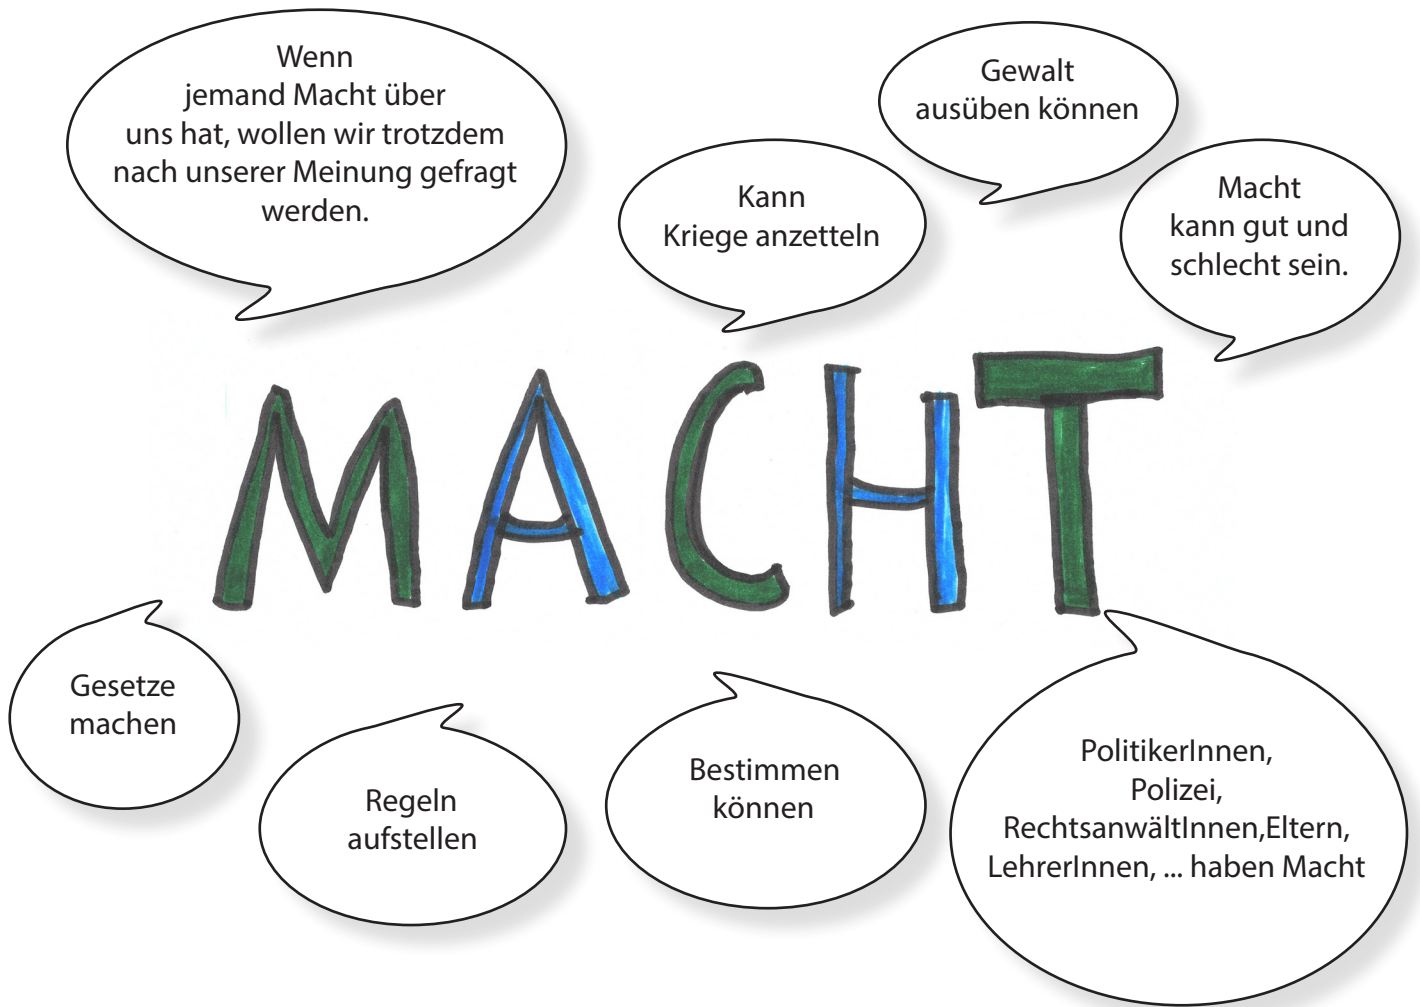 Wenn
jemand Macht über
uns hat, wollen wir trotzdem
nach unserer Meinung gefragt
werden.
Gewalt
ausüben können
Kann
Kriege anzetteln
Macht
kann gut und
schlecht sein.
MACHT
Gesetze
machen
Regeln
aufstellen
Bestimmen
können
PolitikerInnen,
Polizei,
RechtsanwältInnen,Eltern,
LehrerInnen, ... haben Macht